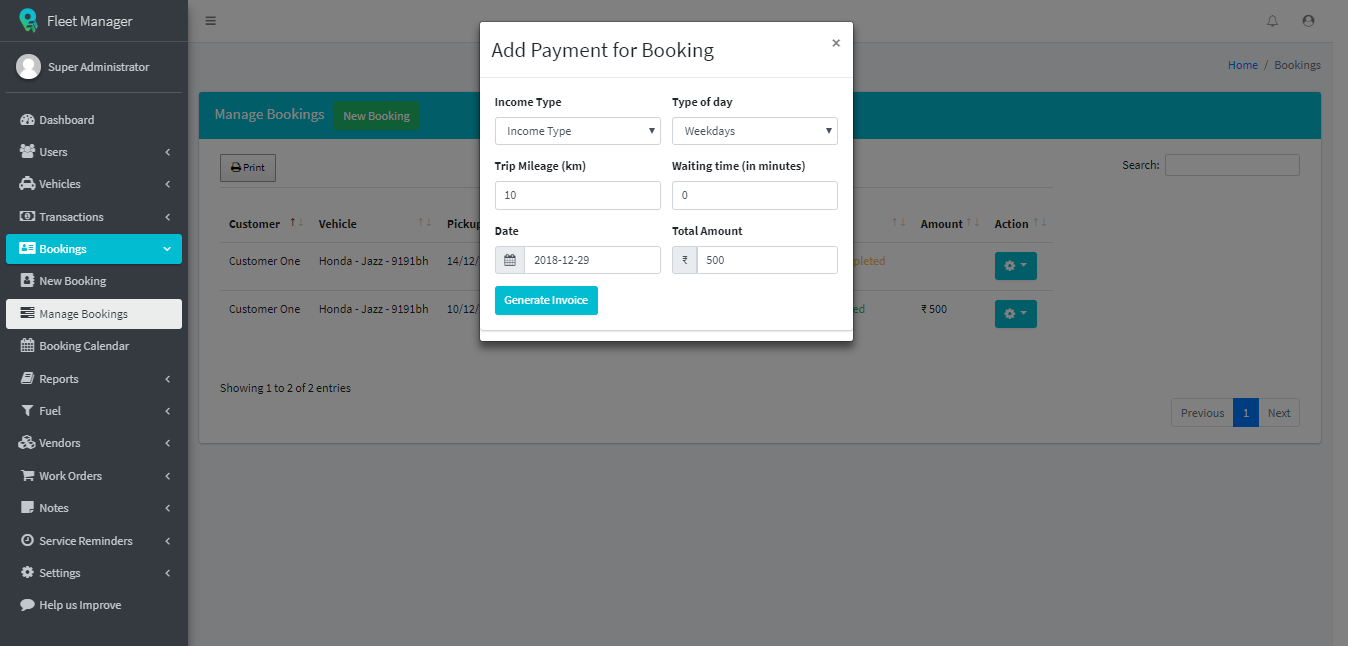 Fleet Manager
Super Administrator
Dashboard
Users
Vehicles
Transactions
Bookings
New Booking
Manage Bookings
Booking Calendar
Reports
Fuel
Vendors
Work Orders
Notes
Service Reminders
Settings
Help us Improve
Home / Bookings
Manage Bookings New Booking
Print
Search:
Customer Vehicle Pickup Amount Action
Customer One Honda - Jazz - 9191bh 14/12/ pleted
Customer One Honda - Jazz - 9191bh 10/12/ ed ₹ 500
Showing 1 to 2 of 2 entries
Previous 1 Next
Add Payment for Booking ×
Income Type Type of day
Income Type Weekdays
Trip Mileage (km) Waiting time (in minutes)
10 0
Date Total Amount
2018-12-29 ₹ 500
Generate Invoice